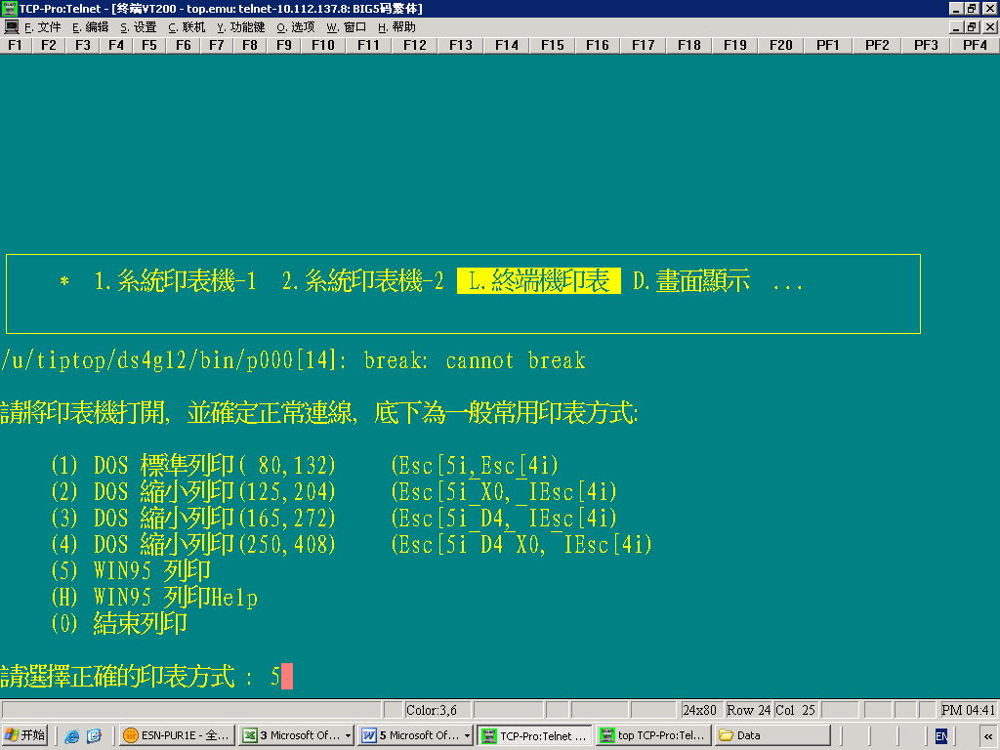 TCP-Pro:Telnet - [终端VT200 - top.emu: telnet-10.112.137.8: BIG5码繁体]
F. 文件 E. 编辑 S. 设置 C. 联机 Y. 功能键 O. 选项 W. 窗口 H. 帮助
F1 F2 F3 F4 F5 F6 F7 F8 F9 F10 F11 F12 F13 F14 F15 F16 F17 F18 F19 F20 PF1 PF2 PF3 PF4
* 1.系統印表機-1 2.系統印表機-2 L.終端機印表 D.畫面顯示 ...
/u/tiptop/ds4g12/bin/p000[14]: break: cannot break
請將印表機打開, 並確定正常連線, 底下為一般常用印表方式:
(1) DOS 標準列印( 80,132) (Esc[5i,Esc[4i)
(2) DOS 縮小列印(125,204) (Esc[5i‾X0,‾IEsc[4i)
(3) DOS 縮小列印(165,272) (Esc[5i‾D4,‾IEsc[4i)
(4) DOS 縮小列印(250,408) (Esc[5i‾D4‾X0,‾IEsc[4i)
(5) WIN95 列印
(H) WIN95 列印Help
(0) 結束列印
請選擇正確的印表方式 : 5
Color:3,6 24x80 Row 24 Col 25 PM 04:41
开始 ESN-PUR1E - 全... 3 Microsoft Of... 5 Microsoft Of... TCP-Pro:Telnet ... top TCP-Pro:Tel... Data EN «